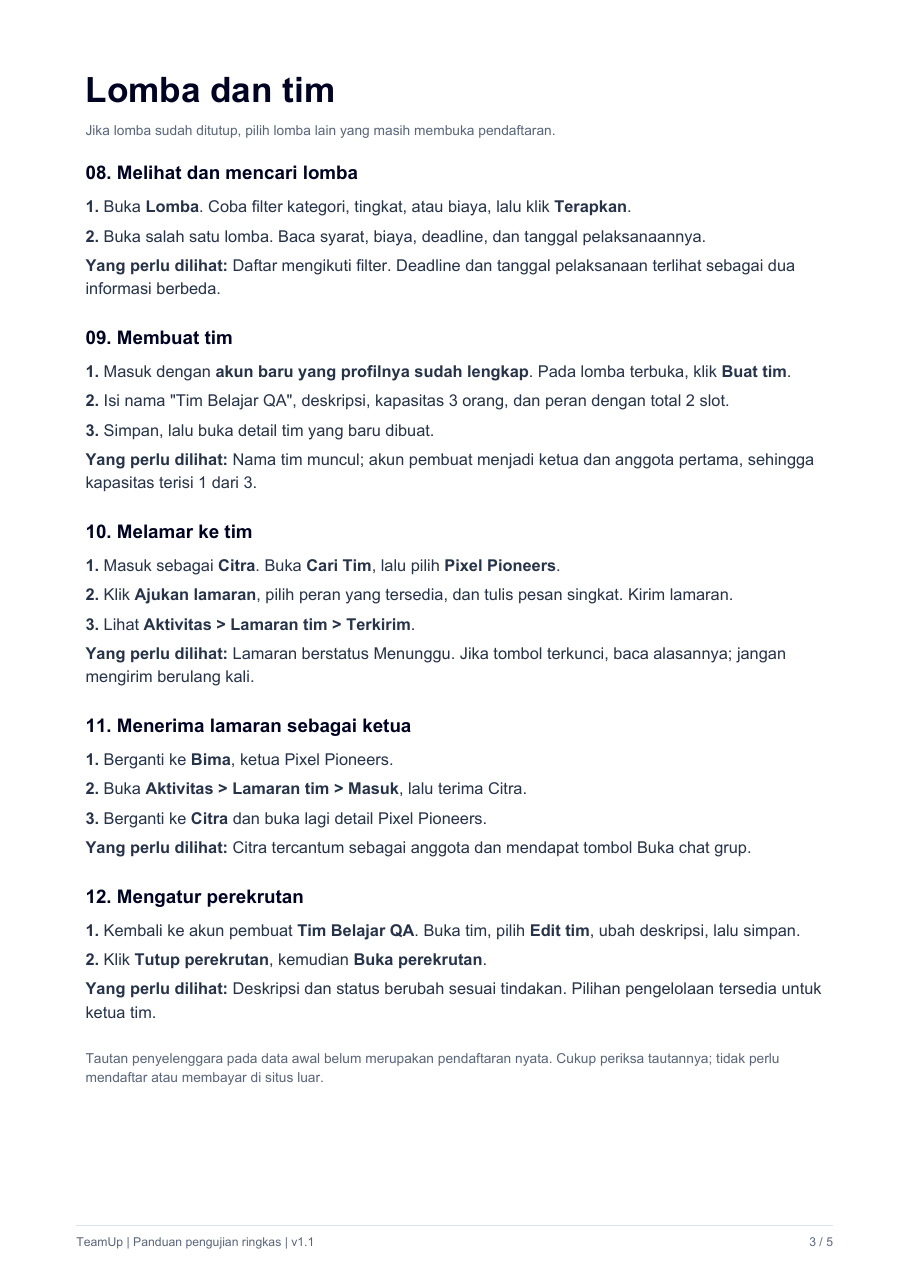 Lomba dan tim
Jika lomba sudah ditutup, pilih lomba lain yang masih membuka pendaftaran.
08. Melihat dan mencari lomba
1. Buka Lomba. Coba filter kategori, tingkat, atau biaya, lalu klik Terapkan.
2. Buka salah satu lomba. Baca syarat, biaya, deadline, dan tanggal pelaksanaannya.
Yang perlu dilihat: Daftar mengikuti filter. Deadline dan tanggal pelaksanaan terlihat sebagai dua
informasi berbeda.
09. Membuat tim
1. Masuk dengan akun baru yang profilnya sudah lengkap. Pada lomba terbuka, klik Buat tim.
2. Isi nama "Tim Belajar QA", deskripsi, kapasitas 3 orang, dan peran dengan total 2 slot.
3. Simpan, lalu buka detail tim yang baru dibuat.
Yang perlu dilihat: Nama tim muncul; akun pembuat menjadi ketua dan anggota pertama, sehingga
kapasitas terisi 1 dari 3.
10. Melamar ke tim
1. Masuk sebagai Citra. Buka Cari Tim, lalu pilih Pixel Pioneers.
2. Klik Ajukan lamaran, pilih peran yang tersedia, dan tulis pesan singkat. Kirim lamaran.
3. Lihat Aktivitas > Lamaran tim > Terkirim.
Yang perlu dilihat: Lamaran berstatus Menunggu. Jika tombol terkunci, baca alasannya; jangan
mengirim berulang kali.
11. Menerima lamaran sebagai ketua
1. Berganti ke Bima, ketua Pixel Pioneers.
2. Buka Aktivitas > Lamaran tim > Masuk, lalu terima Citra.
3. Berganti ke Citra dan buka lagi detail Pixel Pioneers.
Yang perlu dilihat: Citra tercantum sebagai anggota dan mendapat tombol Buka chat grup.
12. Mengatur perekrutan
1. Kembali ke akun pembuat Tim Belajar QA. Buka tim, pilih Edit tim, ubah deskripsi, lalu simpan.
2. Klik Tutup perekrutan, kemudian Buka perekrutan.
Yang perlu dilihat: Deskripsi dan status berubah sesuai tindakan. Pilihan pengelolaan tersedia untuk
ketua tim.
Tautan penyelenggara pada data awal belum merupakan pendaftaran nyata. Cukup periksa tautannya; tidak perlu
mendaftar atau membayar di situs luar.
TeamUp | Panduan pengujian ringkas | v1.1
3 / 5